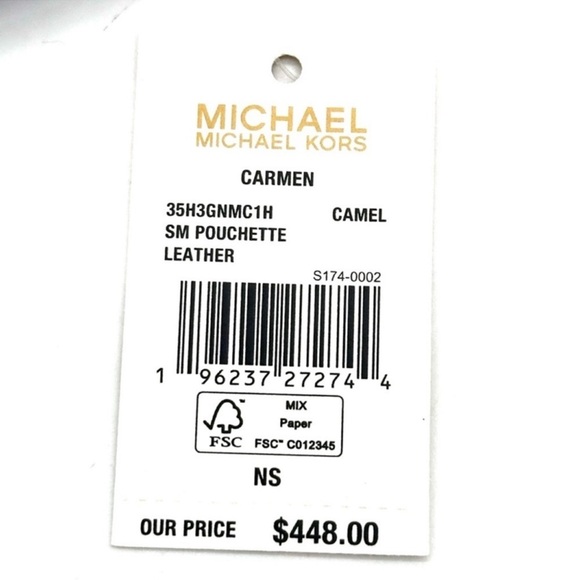 MICHAEL
MICHAEL KORS
CARMEN
35H3GNMC1H CAMEL
SM POUCHETTE
LEATHER
S174-0002
1 96237 27274 4
MIX
Paper
FSC™ FSC™ C012345
NS
OUR PRICE $448.00